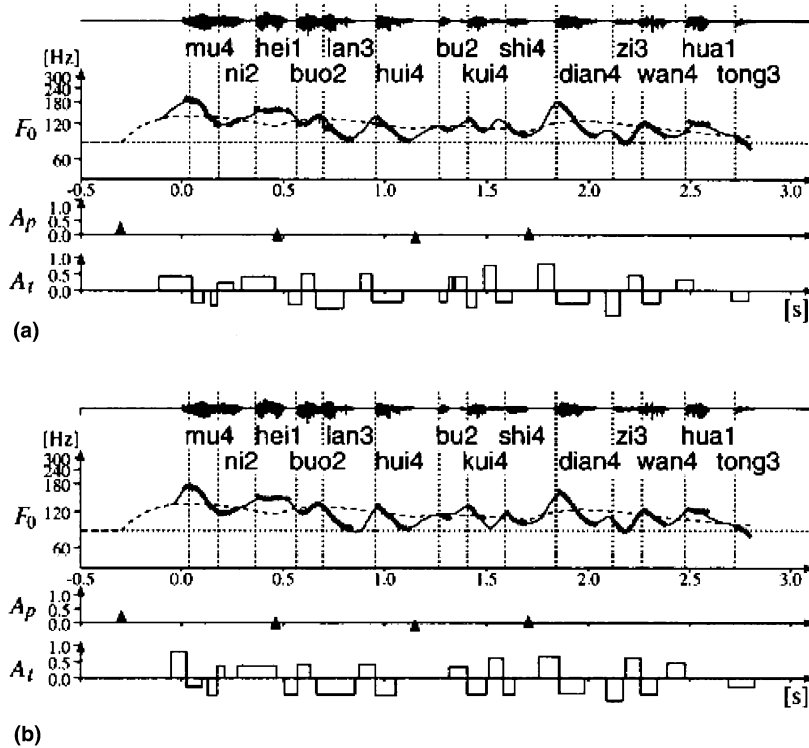 mu4 hei1 lan3 bu2 shi4 zi3 hua1
[Hz] ni2 buo2 hui4 kui4 dian4 wan4 tong3
300
240
180
F0 120
60
-0.5 0.0 0.5 1.0 1.5 2.0 2.5 3.0
Ap 1.0
0.5
0.0
At 1.0
0.5
0.0
[s]
(a)
mu4 hei1 lan3 bu2 shi4 zi3 hua1
[Hz] ni2 buo2 hui4 kui4 dian4 wan4 tong3
300
240
180
F0 120
60
-0.5 0.0 0.5 1.0 1.5 2.0 2.5 3.0
Ap 1.0
0.5
0.0
At 1.0
0.5
0.0
[s]
(b)